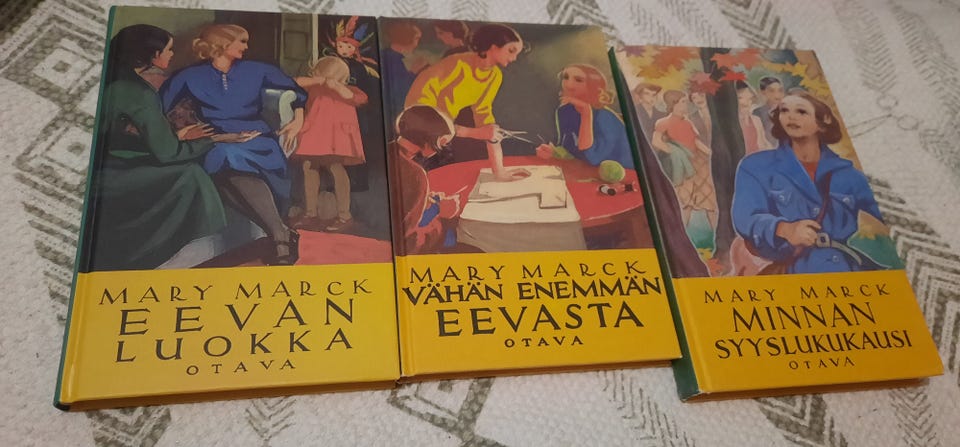 MARY MARCK
EEVAN
LUOKKA
OTAVA
MARY MARCK
VÄHÄN ENEMMÄN
EEVASTA
OTAVA
MARY MARCK
MINNAN
SYYSLUKUKAUSI
OTAVA